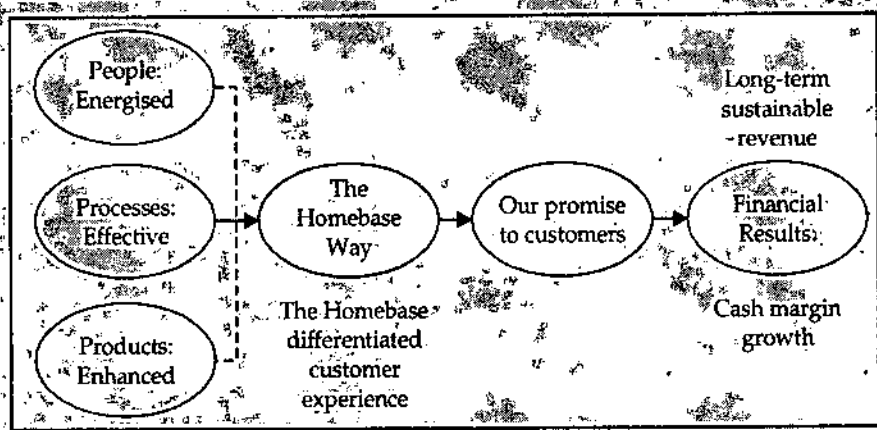 People:
Energised
Processes:
Effective
Products:
Enhanced
The
Homebase
Way
The Homebase
differentiated
customer
experience
Our promise
to customers
Long-term
sustainable
revenue
Financial
Results:
Cash margin
growth